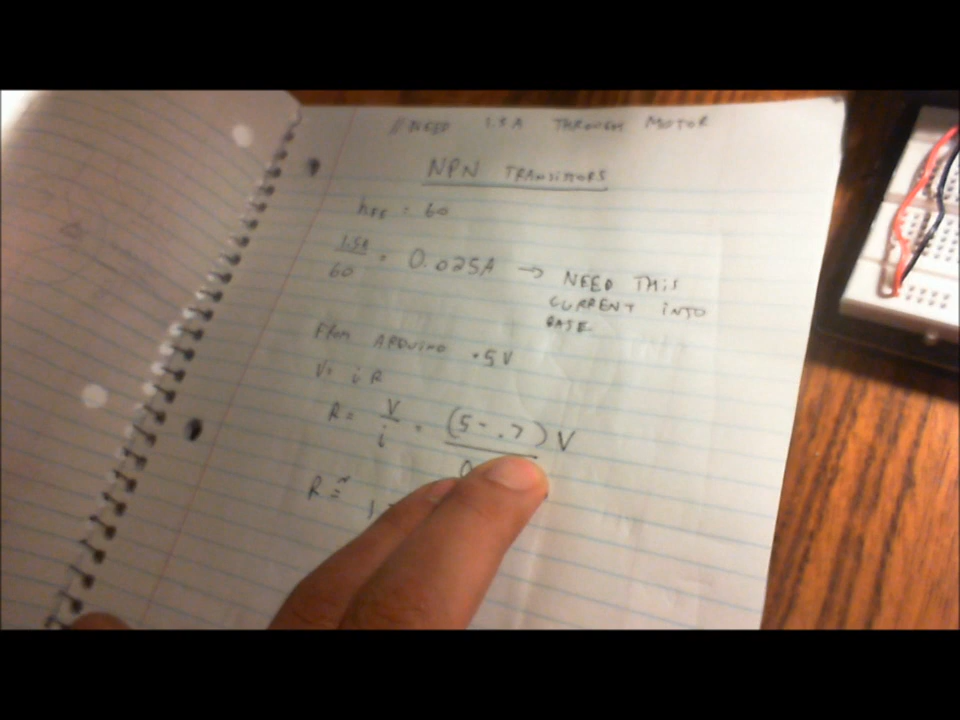 //NEED 1.5A THROUGH MOTOR
NPN TRANSISTORS
hFE = 60
1.5A
60
= 0.025A → NEED THIS
CURRENT INTO
BASE
FROM ARDUINO • 5V
V= iR
R= V/i = (5-.7)V
0
R ≅